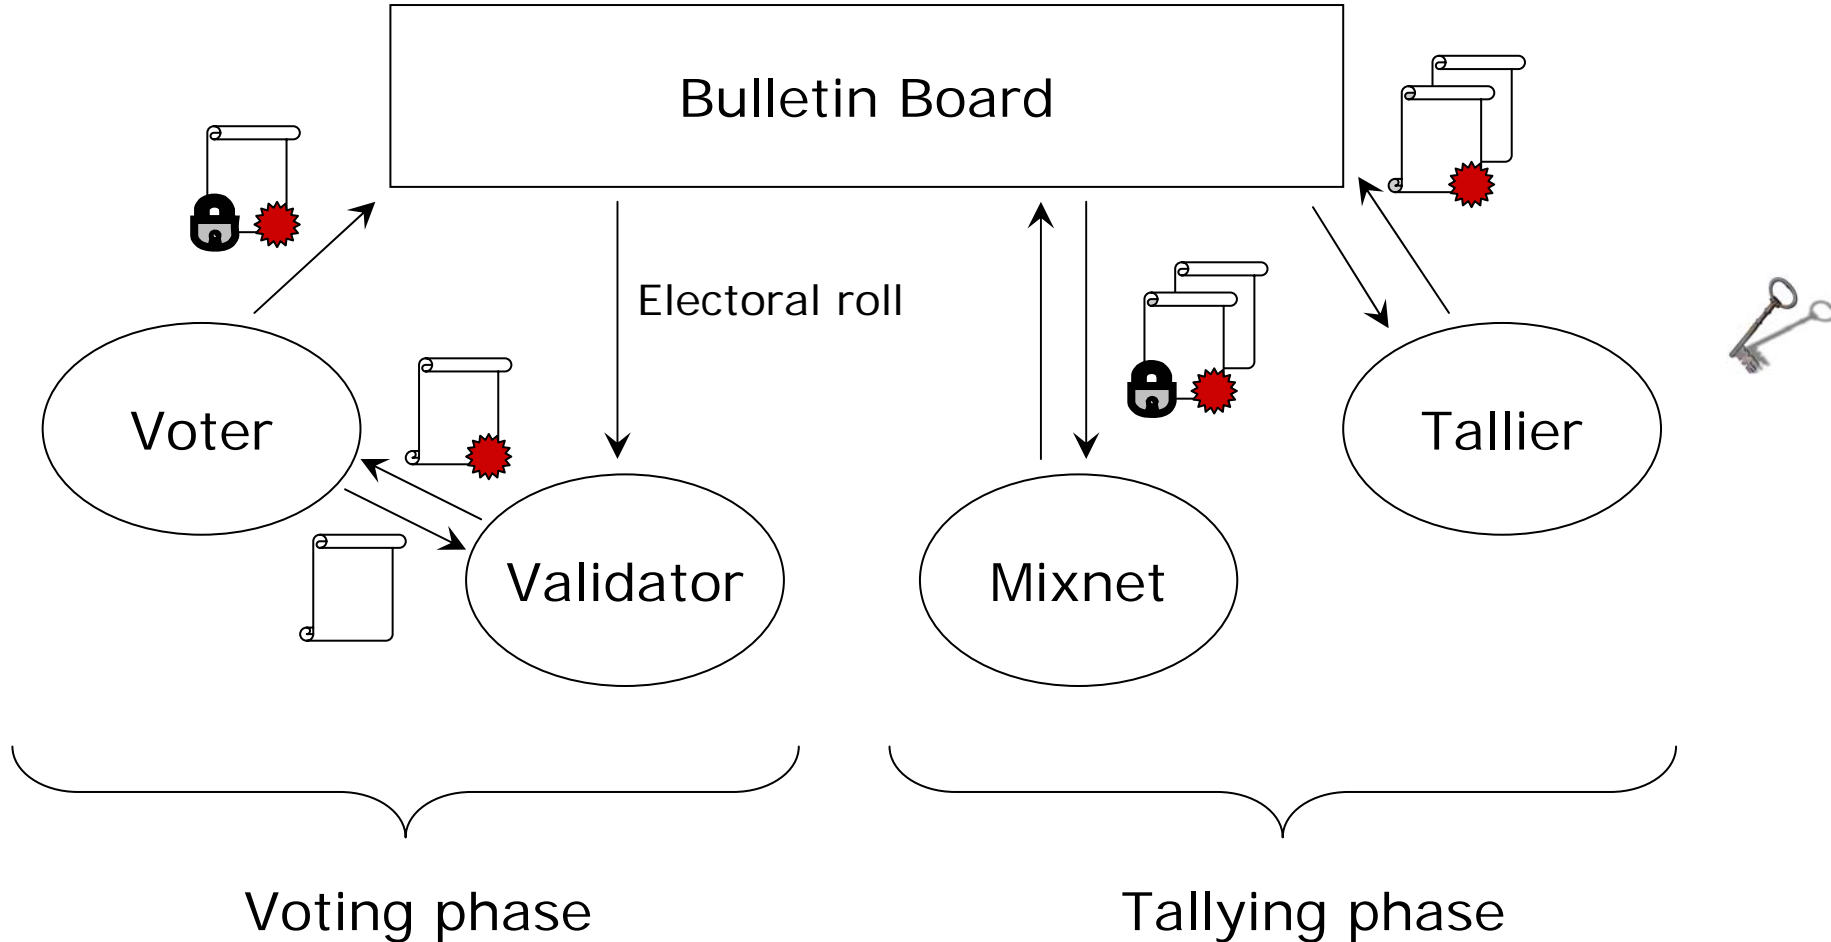 Bulletin Board
Electoral roll
Voter
Tallier
Validator
Mixnet
Voting phase
Tallying phase